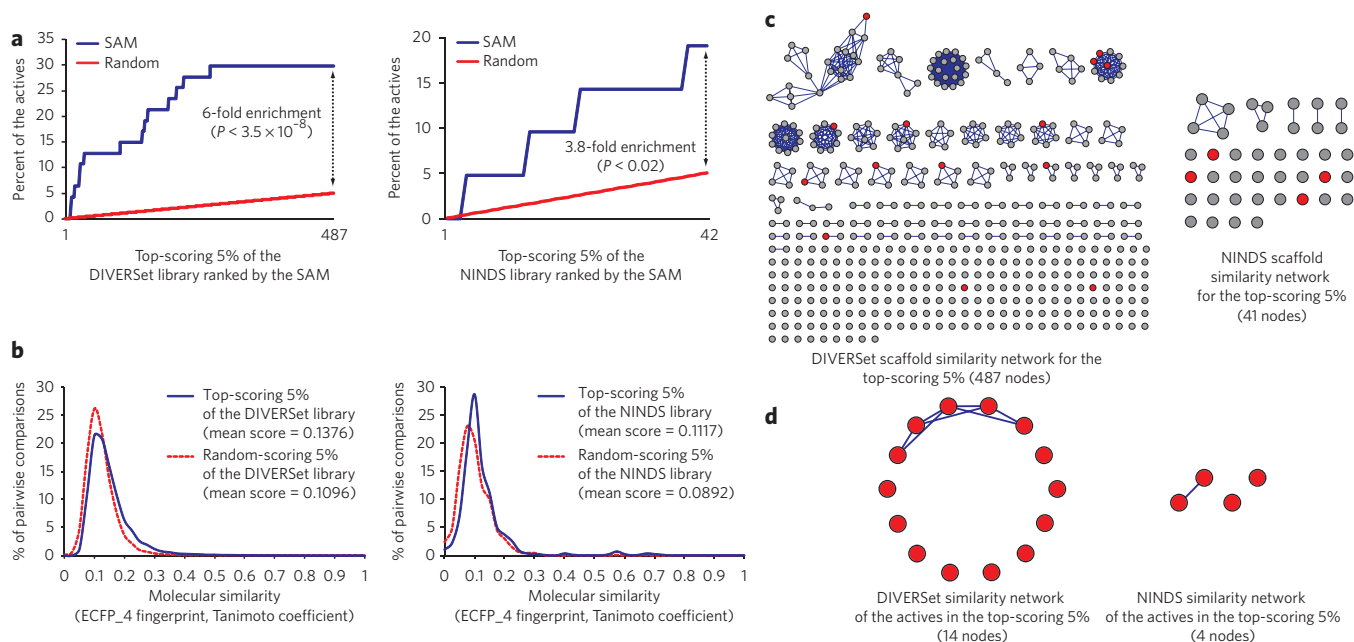 a
35
30
25
20
15
10
5
0
Percent of the actives
SAM
Random
6-fold enrichment
(P < 3.5 × 10⁻⁸)
1
487
Top-scoring 5% of the
DIVERSet library ranked by the SAM
20
15
10
5
0
Percent of the actives
SAM
Random
3.8-fold enrichment
(P < 0.02)
1
42
Top-scoring 5% of the
NINDS library ranked by the SAM
b
30
25
20
15
10
5
0
% of pairwise comparisons
Top-scoring 5%
of the DIVERSet library
(mean score = 0.1376)
Random-scoring 5%
of the DIVERSet library
(mean score = 0.1096)
0 0.1 0.2 0.3 0.4 0.5 0.6 0.7 0.8 0.9 1
Molecular similarity
(ECFP_4 fingerprint, Tanimoto coefficient)
30
25
20
15
10
5
0
% of pairwise comparisons
Top-scoring 5%
of the NINDS library
(mean score = 0.1117)
Random-scoring 5%
of the NINDS library
(mean score = 0.0892)
0 0.1 0.2 0.3 0.4 0.5 0.6 0.7 0.8 0.9 1
Molecular similarity
(ECFP_4 fingerprint, Tanimoto coefficient)
c
DIVERSet scaffold similarity network for the
top-scoring 5% (487 nodes)
NINDS scaffold
similarity network
for the top-scoring 5%
(41 nodes)
d
DIVERSet similarity network
of the actives in the top-scoring 5%
(14 nodes)
NINDS similarity network
of the actives in the top-scoring 5%
(4 nodes)